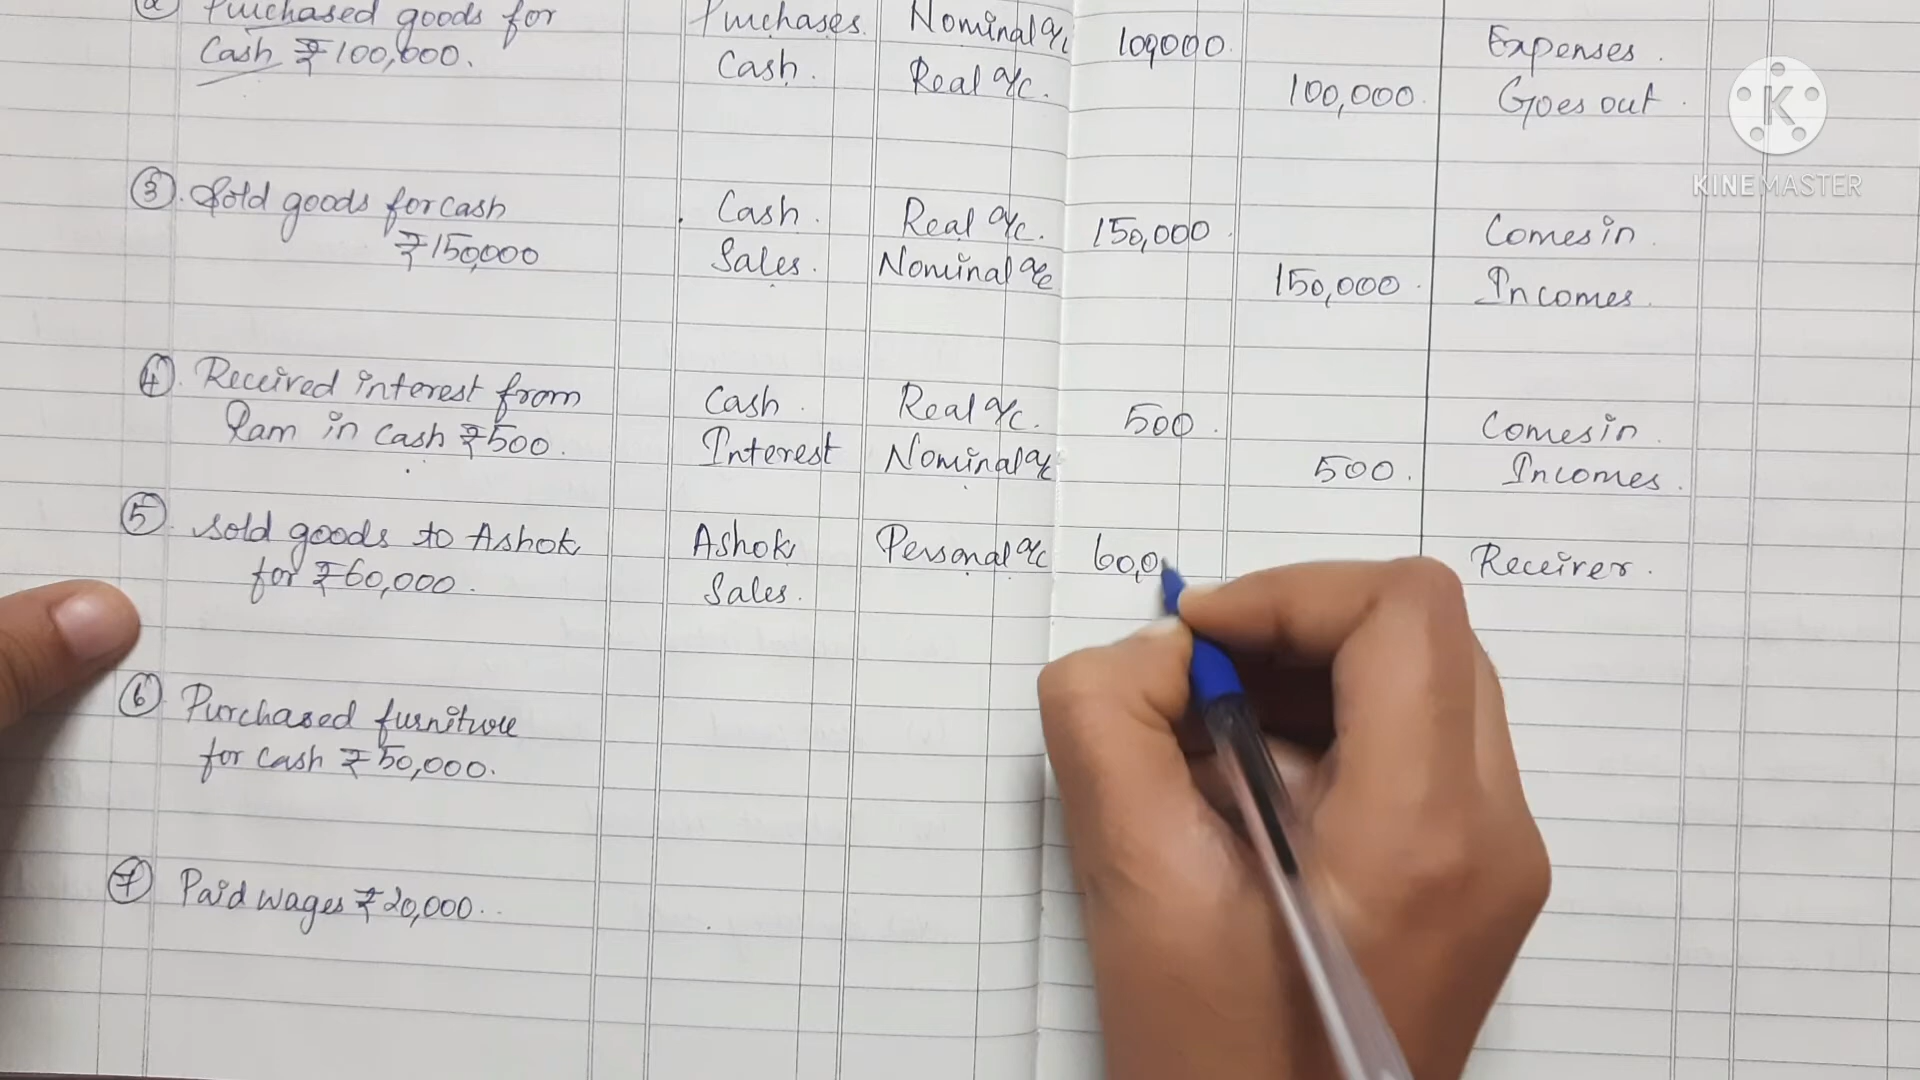 ② Purchased goods for Purchases. Nominal a/c 100000. Expenses.
Cash ₹100,000. Cash. Real a/c. 100,000. Goes out.
③. Sold goods for cash Cash. Real a/c. 150,000. Comes in.
₹150,000 Sales. Nominal a/c 150,000. Incomes.
④. Received interest from Cash. Real a/c. 500. Comes in.
Ram in cash ₹500. Interest Nominal a/c 500. Incomes.
⑤. Sold goods to Ashok Ashok Personal a/c 60,0 Receiver.
for ₹60,000. Sales.
⑥ Purchased furniture
for cash ₹50,000.
⑦ Paid wages ₹20,000..
K
KINEMASTER